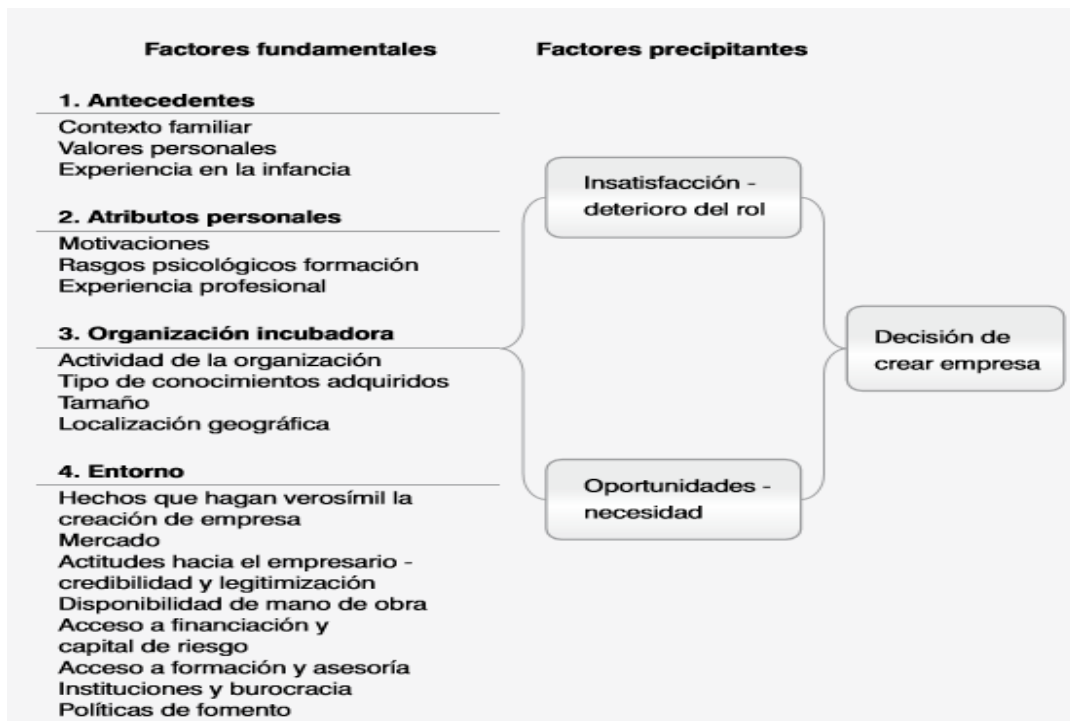 Factores fundamentales
Factores precipitantes
1. Antecedentes
Contexto familiar
Valores personales
Experiencia en la infancia
2. Atributos personales
Motivaciones
Rasgos psicológicos formación
Experiencia profesional
3. Organización incubadora
Actividad de la organización
Tipo de conocimientos adquiridos
Tamaño
Localización geográfica
4. Entorno
Hechos que hagan verosímil la
creación de empresa
Mercado
Actitudes hacia el empresario -
credibilidad y legitimización
Disponibilidad de mano de obra
Acceso a financiación y
capital de riesgo
Acceso a formación y asesoría
Instituciones y burocracia
Políticas de fomento
Insatisfacción -
deterioro del rol
Oportunidades -
necesidad
Decisión de
crear empresa